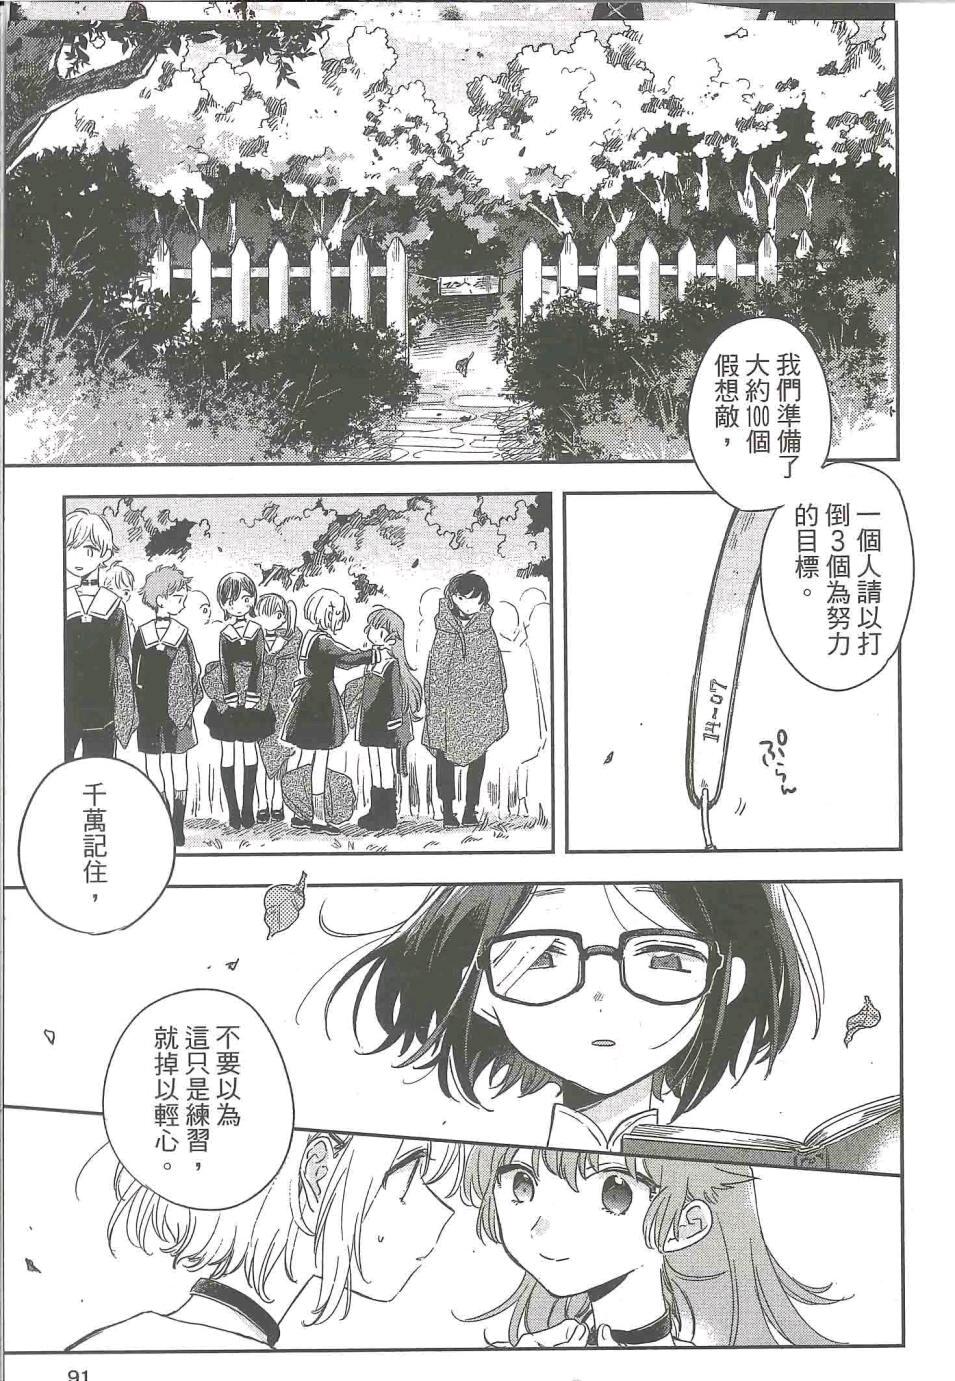 我們準備了
大約100個
假想敵，
一個人請以打
倒3個為努力
的目標。
14-07
ぷらん
千萬記住，
不要以為
這只是練習，
就掉以輕心。
91